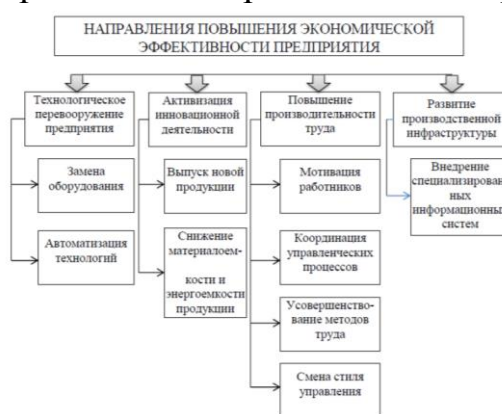 НАПРАВЛЕНИЯ ПОВЫШЕНИЯ ЭКОНОМИЧЕСКОЙ
ЭФФЕКТИВНОСТИ ПРЕДПРИЯТИЯ
Технологическое
перевооружение
предприятия
Активизация
инновационной
деятельности
Повышение
производительности
труда
Развитие
производственной
инфраструктуры
Замена
оборудования
Выпуск новой
продукции
Мотивация
работников
Внедрение
специализирован
ных
информационных
систем
Автоматизация
технологий
Снижение
материалоем-
кости и
энергоемкости
продукции
Координация
управленческих
процессов
Усовершенство-
вание методов
труда
Смена стиля
управления